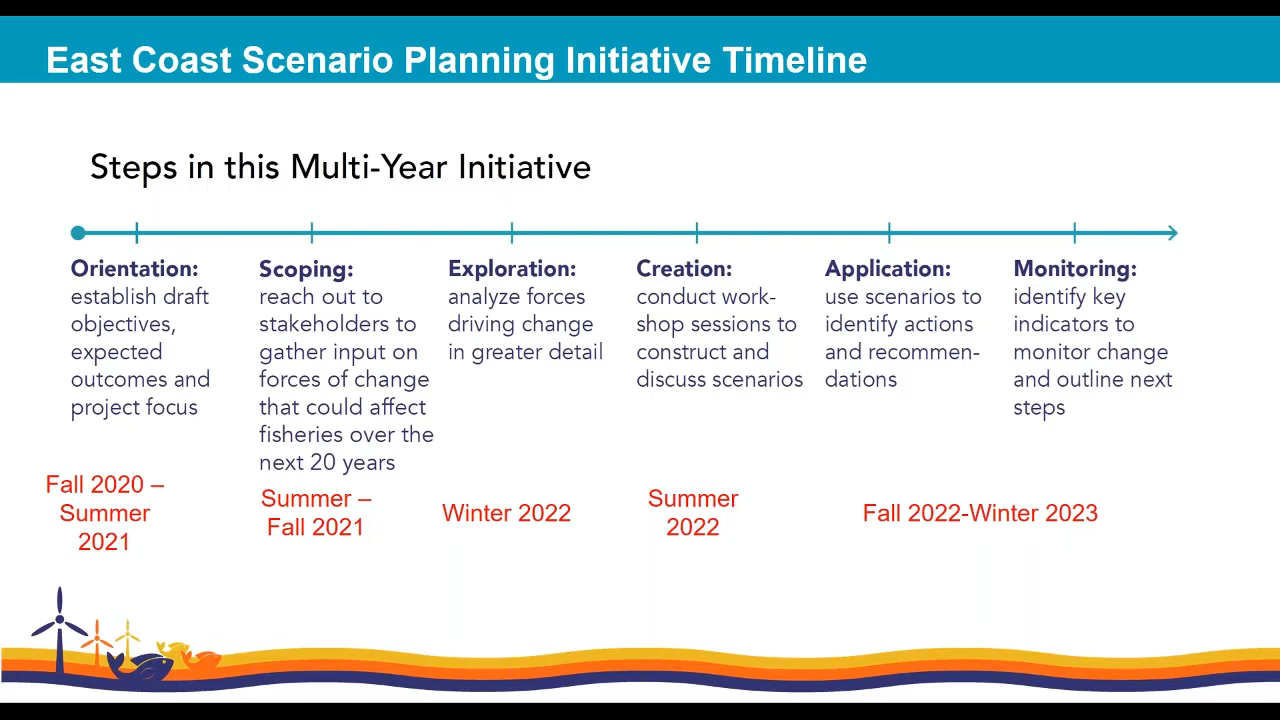 East Coast Scenario Planning Initiative Timeline
Steps in this Multi-Year Initiative
Orientation:
establish draft
objectives,
expected
outcomes and
project focus
Fall 2020 –
Summer
2021
Scoping:
reach out to
stakeholders to
gather input on
forces of change
that could affect
fisheries over the
next 20 years
Summer –
Fall 2021
Exploration:
analyze forces
driving change
in greater detail
Winter 2022
Creation:
conduct work-
shop sessions to
construct and
discuss scenarios
Summer
2022
Application:
use scenarios to
identify actions
and recommen-
dations
Monitoring:
identify key
indicators to
monitor change
and outline next
steps
Fall 2022-Winter 2023